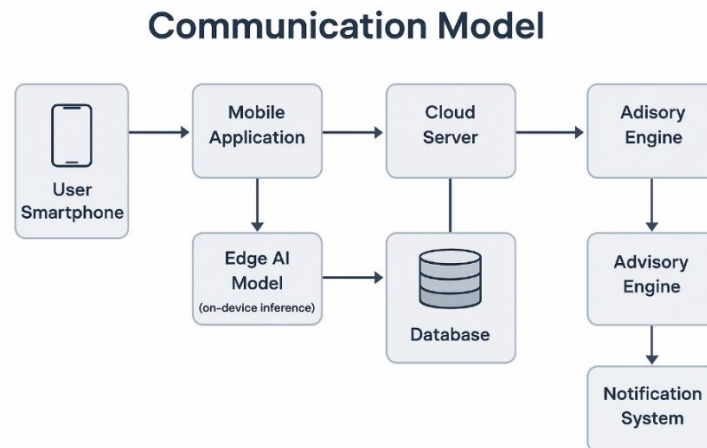 Communication Model
User
Smartphone
Mobile
Application
Cloud
Server
Adisory
Engine
Edge AI
Model
(on-device inference)
Database
Advisory
Engine
Notification
System